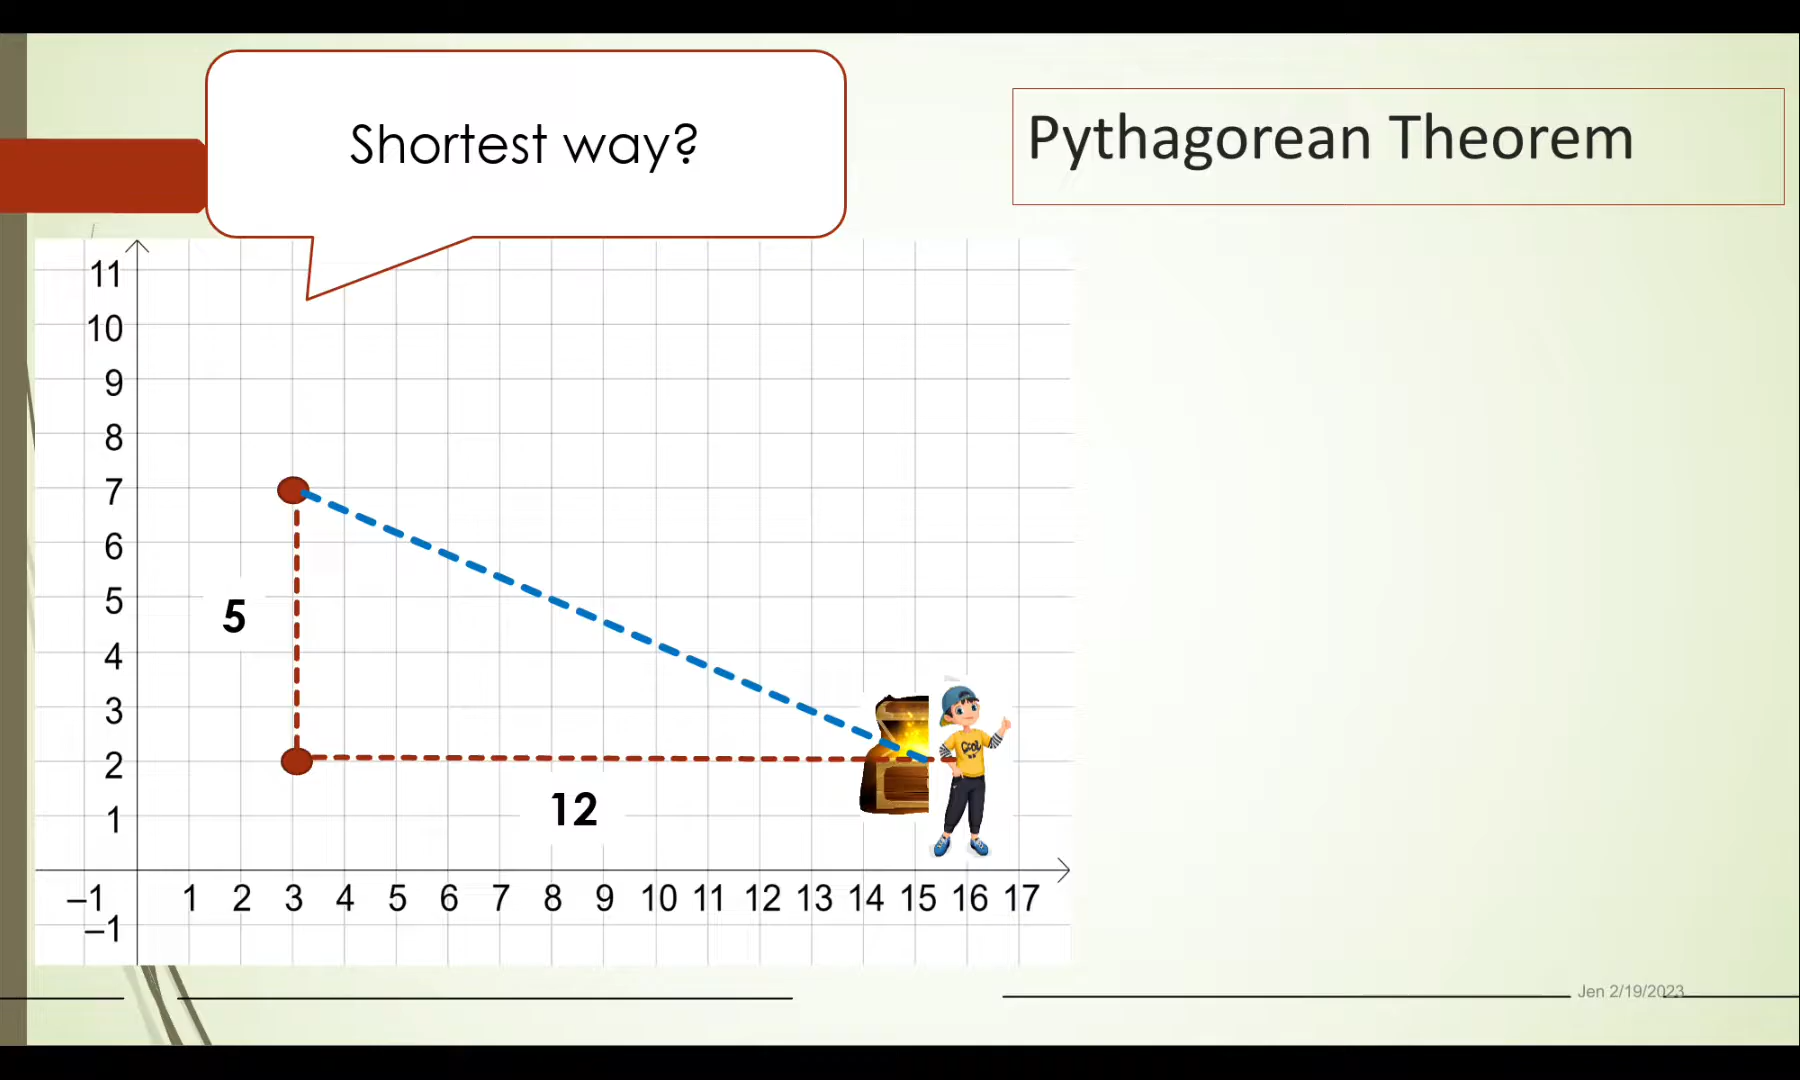 Shortest way?
Pythagorean Theorem
11
10
9
8
7
6
5
5
4
3
Cool
2
12
1
–1 1 2 3 4 5 6 7 8 9 10 11 12 13 14 15 16 17
–1
Jen 2/19/2023